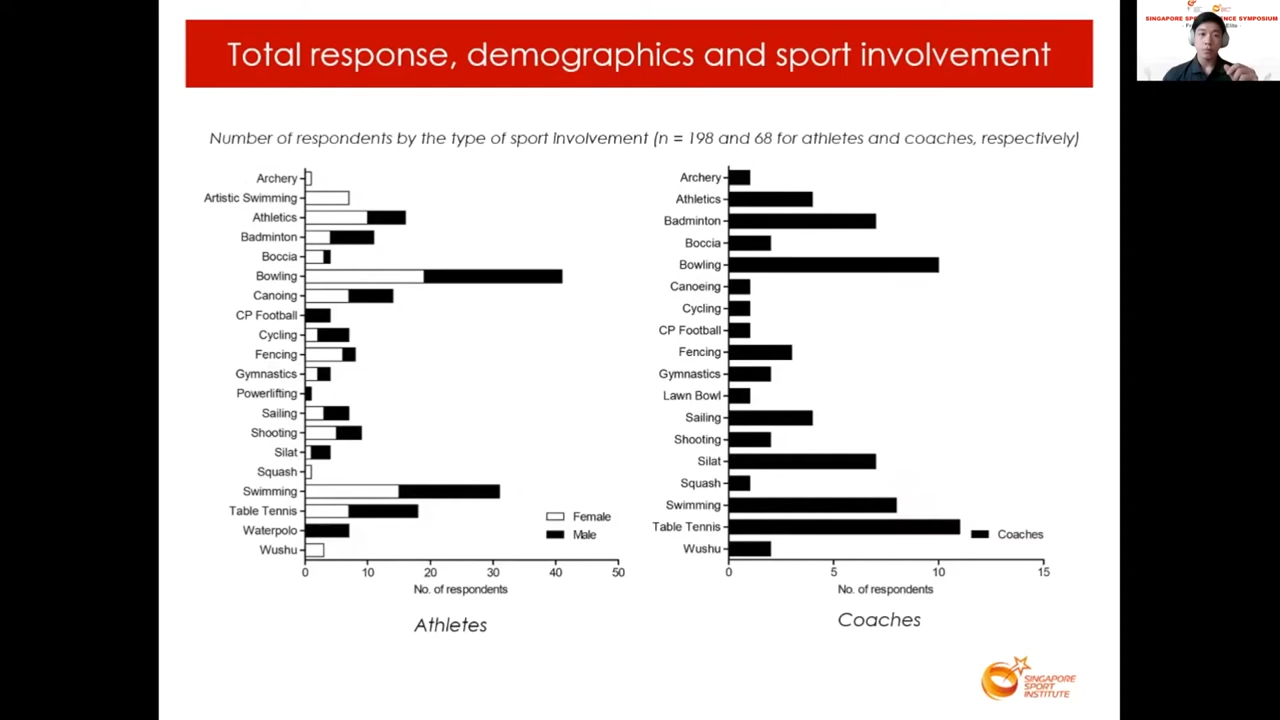 Total response, demographics and sport involvement
Number of respondents by the type of sport involvement (n = 198 and 68 for athletes and coaches, respectively)
Archery
Artistic Swimming
Athletics
Badminton
Boccia
Bowling
Canoing
CP Football
Cycling
Fencing
Gymnastics
Powerlifting
Sailing
Shooting
Silat
Squash
Swimming
Table Tennis
Waterpolo
Wushu
Female
Male
0 10 20 30 40 50
No. of respondents
Athletes
Archery
Athletics
Badminton
Boccia
Bowling
Canoeing
Cycling
CP Football
Fencing
Gymnastics
Lawn Bowl
Sailing
Shooting
Silat
Squash
Swimming
Table Tennis
Wushu
Coaches
0 5 10 15
No. of respondents
Coaches
SINGAPORE
SPORT
INSTITUTE
SINGAPORE SYMPOSIUM